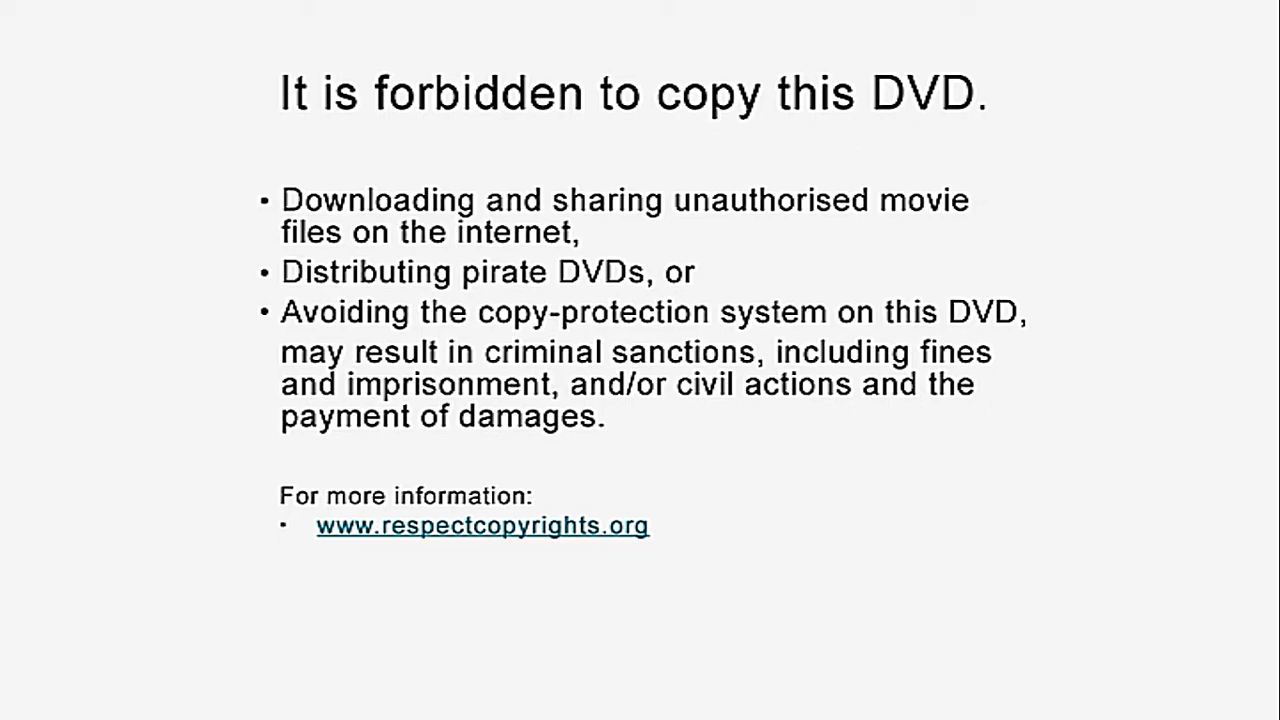 It is forbidden to copy this DVD.
• Downloading and sharing unauthorised movie
files on the internet,
• Distributing pirate DVDs, or
• Avoiding the copy-protection system on this DVD,
may result in criminal sanctions, including fines
and imprisonment, and/or civil actions and the
payment of damages.
For more information:
• www.respectcopyrights.org